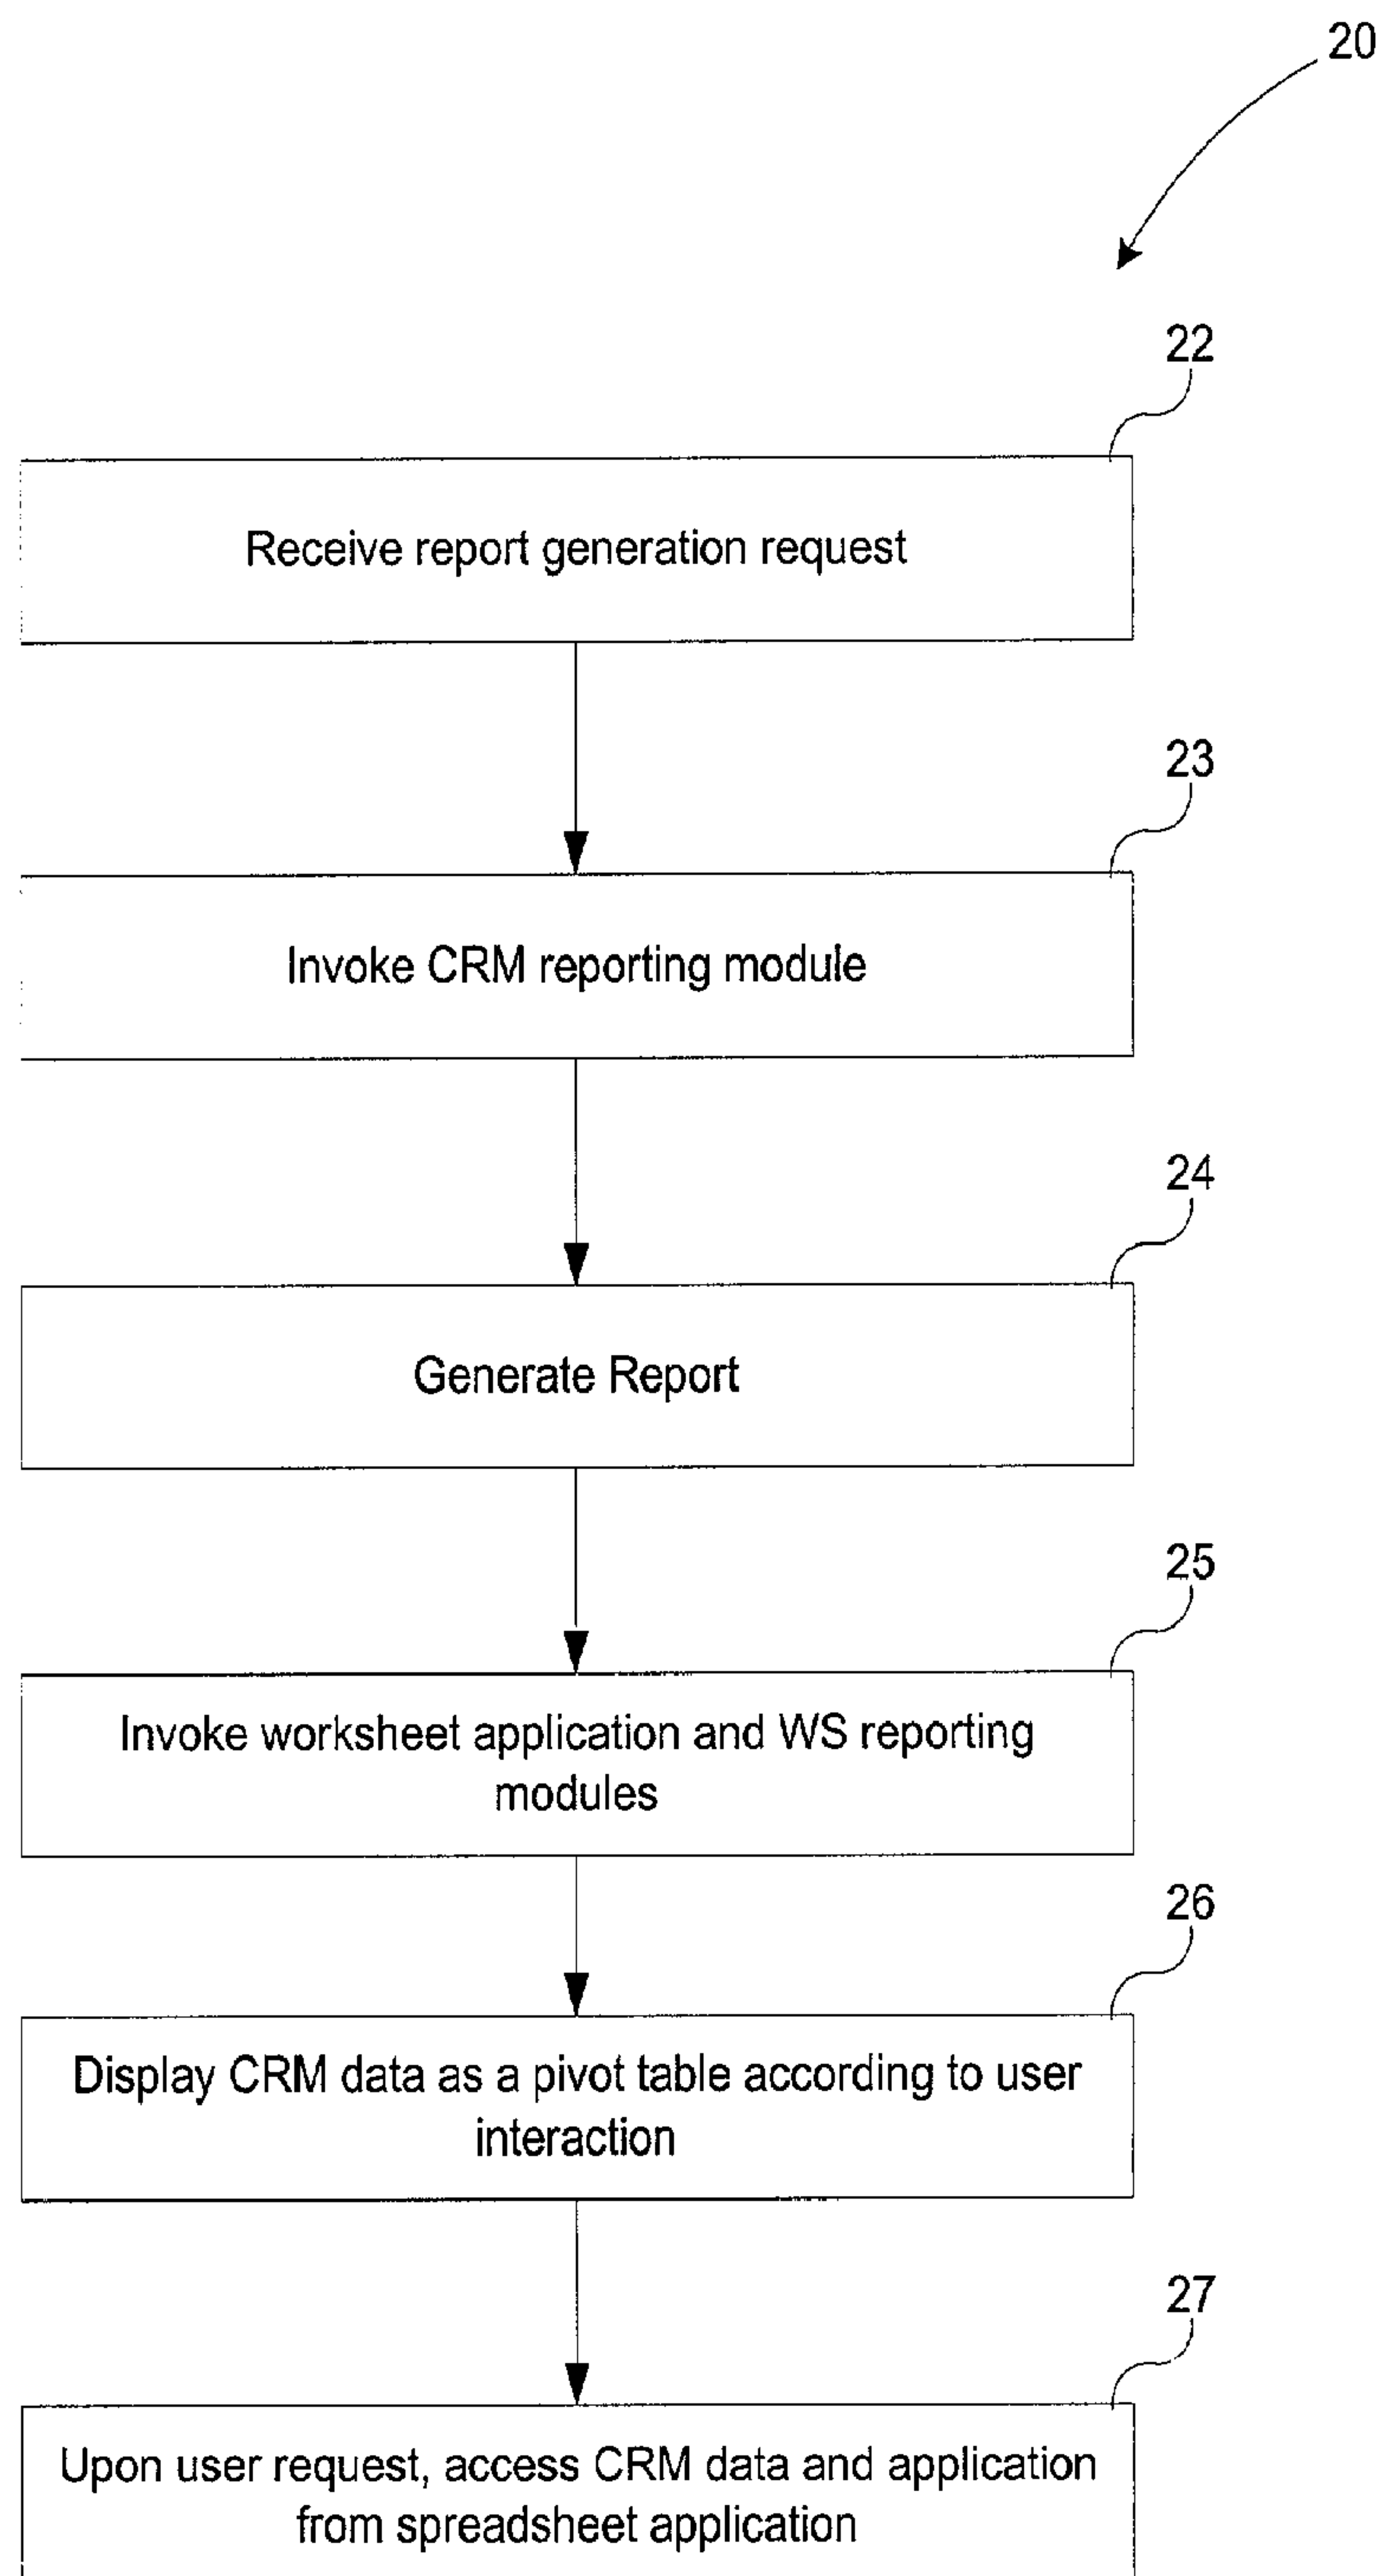 20
22
Receive report generation request
23
Invoke CRM reporting module
24
Generate Report
25
Invoke worksheet application and WS reporting
modules
26
Display CRM data as a pivot table according to user
interaction
27
Upon user request, access CRM data and application
from spreadsheet application